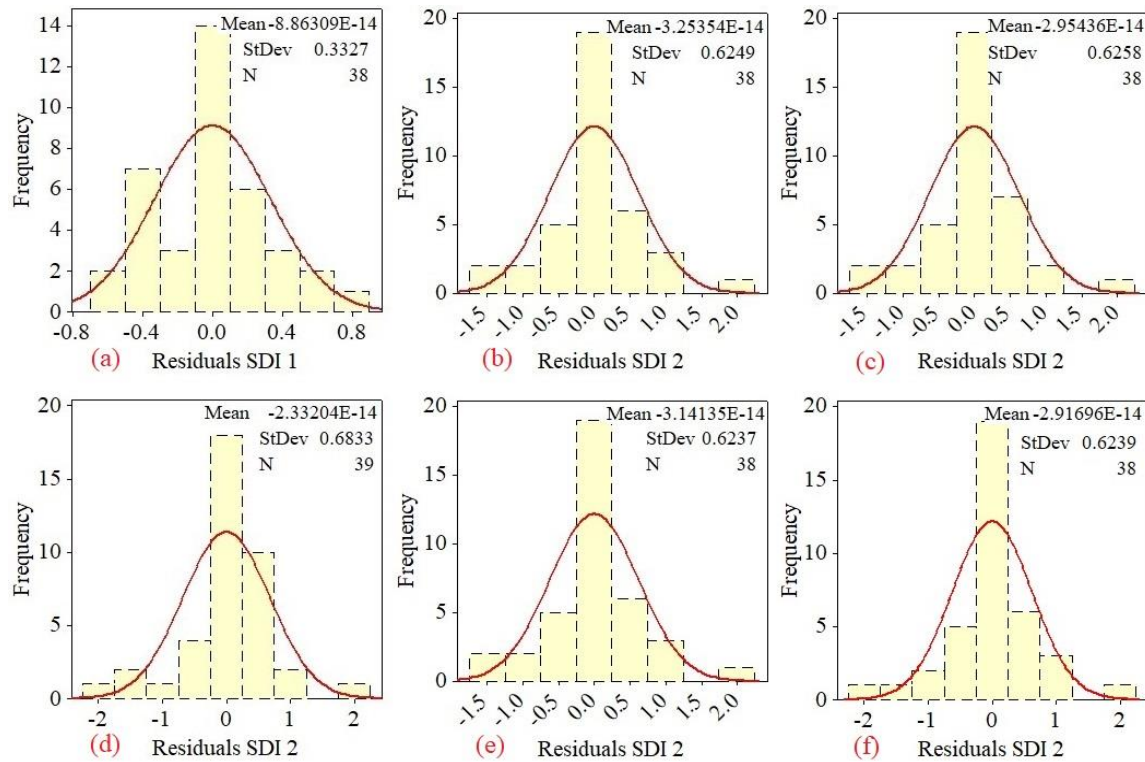 Mean -8.86309E-14
StDev 0.3327
N 38
14
12
10
8
6
4
2
0
Frequency
-0.8 -0.4 0.0 0.4 0.8
(a) Residuals SDI 1
Mean -3.25354E-14
StDev 0.6249
N 38
20
15
10
5
0
Frequency
-1.5 -1.0 -0.5 0.0 0.5 1.0 1.5 2.0
(b) Residuals SDI 2
Mean -2.95436E-14
StDev 0.6258
N 38
20
15
10
5
0
Frequency
-1.5 -1.0 -0.5 0.0 0.5 1.0 1.5 2.0
(c) Residuals SDI 2
Mean -2.33204E-14
StDev 0.6833
N 39
20
15
10
5
0
Frequency
-2 -1 0 1 2
(d) Residuals SDI 2
Mean -3.14135E-14
StDev 0.6237
N 38
20
15
10
5
0
Frequency
-1.5 -1.0 -0.5 0.0 0.5 1.0 1.5 2.0
(e) Residuals SDI 2
Mean -2.91696E-14
StDev 0.6239
N 38
20
15
10
5
0
Frequency
-2 -1 0 1 2
(f) Residuals SDI 2